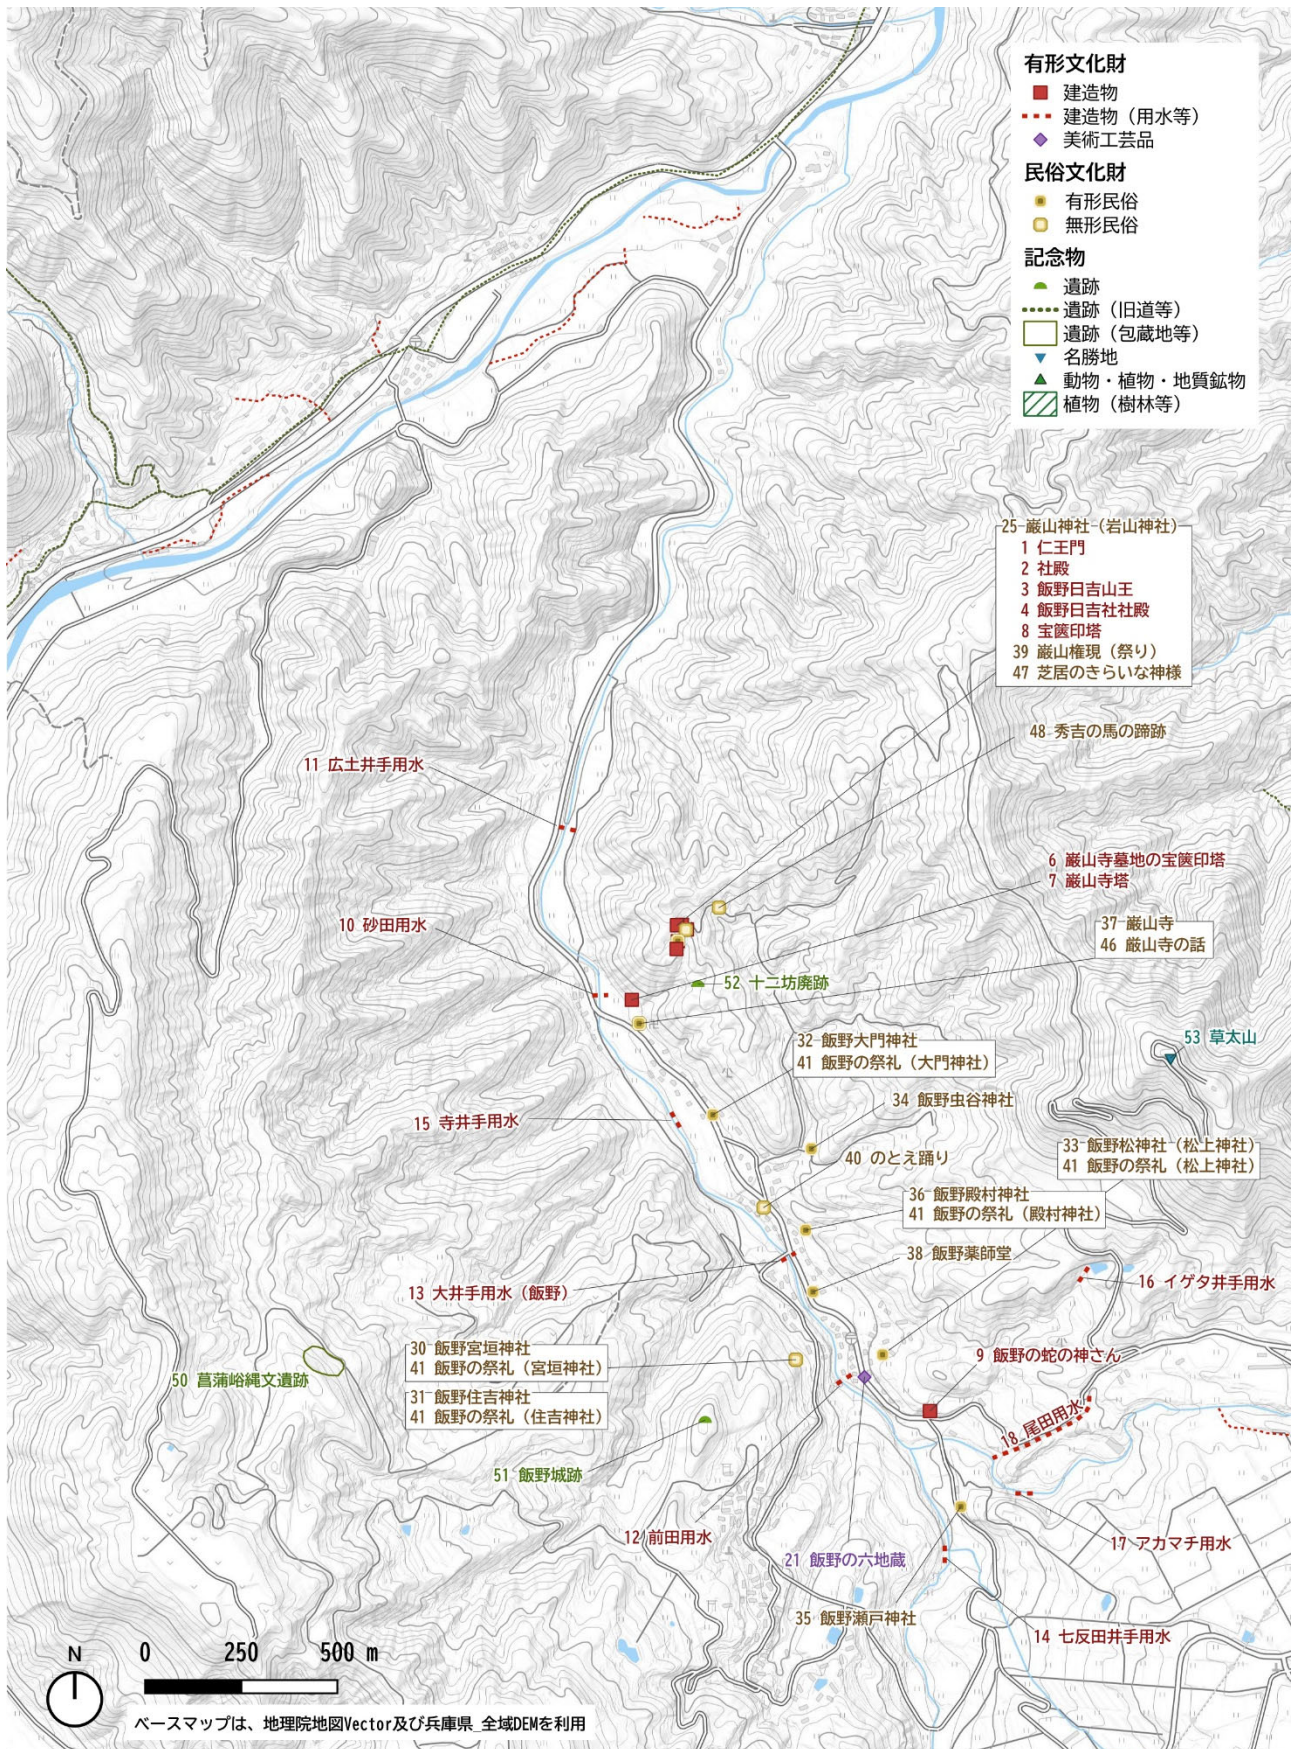 有形文化財
建造物
建造物（用水等）
美術工芸品
民俗文化財
有形民俗
無形民俗
記念物
遺跡
遺跡（旧道等）
遺跡（包蔵地等）
名勝地
動物・植物・地質鉱物
植物（樹林等）
25 巌山神社（岩山神社）
1 仁王門
2 社殿
3 飯野日吉山王
4 飯野日吉社社殿
8 宝篋印塔
39 巌山権現（祭り）
47 芝居のきらいな神様
48 秀吉の馬の蹄跡
11 広土井手用水
6 巌山寺墓地の宝篋印塔
7 巌山寺塔
10 砂田用水
37 巌山寺
46 巌山寺の話
52 十二坊廃跡
53 草太山
32 飯野大門神社
41 飯野の祭礼（大門神社）
34 飯野虫谷神社
15 寺井手用水
33 飯野松神社（松上神社）
41 飯野の祭礼（松上神社）
40 のとえ踊り
36 飯野殿村神社
41 飯野の祭礼（殿村神社）
38 飯野薬師堂
16 イゲタ井手用水
13 大井手用水（飯野）
30 飯野宮垣神社
41 飯野の祭礼（宮垣神社）
9 飯野の蛇の神さん
50 菖蒲峪縄文遺跡
31 飯野住吉神社
41 飯野の祭礼（住吉神社）
18 尾田用水
51 飯野城跡
12 前田用水
17 アカマチ用水
21 飯野の六地蔵
35 飯野瀬戸神社
14 七反田井手用水
N
0 250 500 m
ベースマップは、地理院地図Vector及び兵庫県_全域DEMを利用